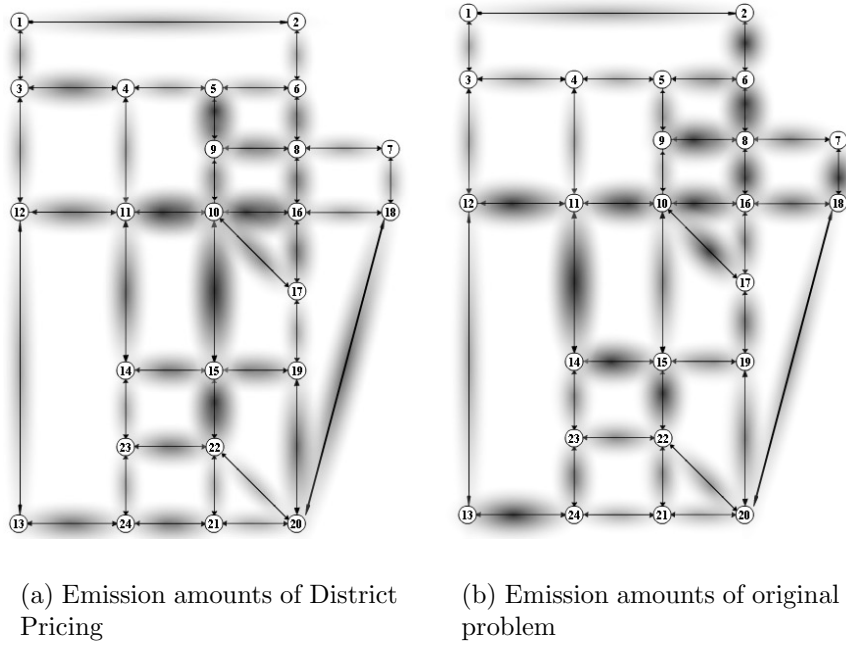 1 2
3 4 5 6
9 8 7
12 11 10 16 18
17
14 15 19
23 22
13 24 21 20
1 2
3 4 5 6
9 8 7
12 11 10 16 18
17
14 15 19
23 22
13 24 21 20
(a) Emission amounts of District
Pricing
(b) Emission amounts of original
problem